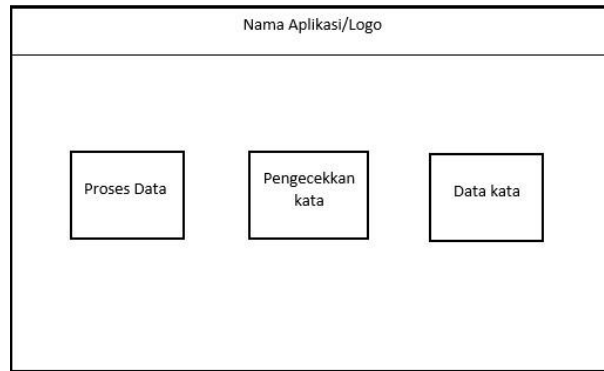 Nama Aplikasi/Logo
Proses Data
Pengecekkan
kata
Data kata